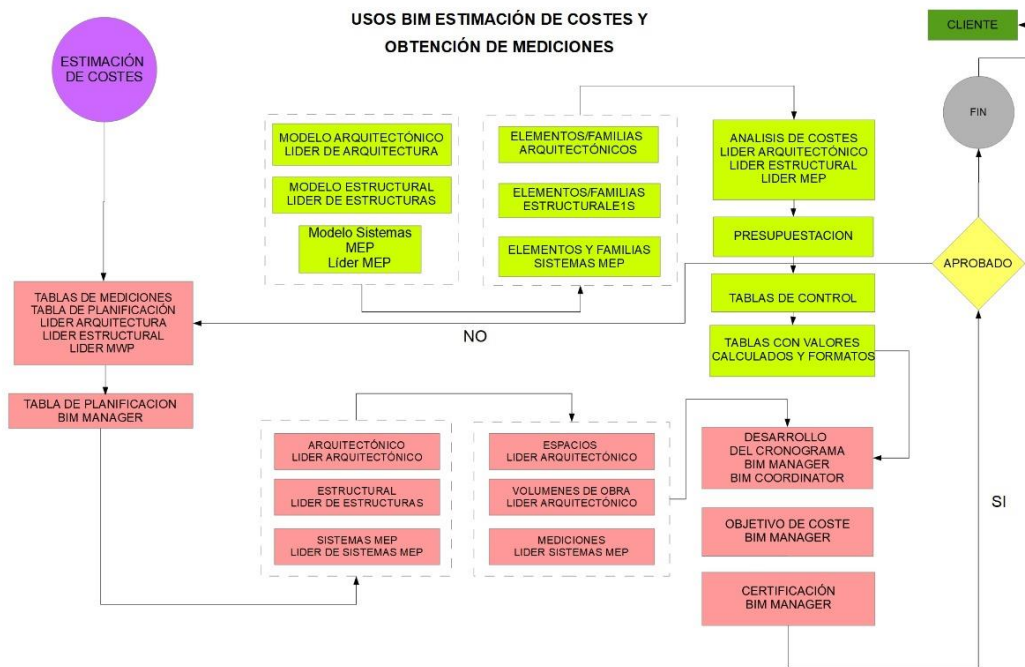 USOS BIM ESTIMACIÓN DE COSTES Y
OBTENCIÓN DE MEDICIONES
CLIENTE
ESTIMACIÓN
DE COSTES
FIN
MODELO ARQUITECTÓNICO
LIDER DE ARQUITECTURA
MODELO ESTRUCTURAL
LIDER DE ESTRUCTURAS
Modelo Sistemas
MEP
Líder MEP
ELEMENTOS/FAMILIAS
ARQUITECTÓNICOS
ELEMENTOS/FAMILIAS
ESTRUCTURALE1S
ELEMENTOS Y FAMILIAS
SISTEMAS MEP
ANALISIS DE COSTES
LIDER ARQUITECTÓNICO
LIDER ESTRUCTURAL
LIDER MEP
PRESUPUESTACION
TABLAS DE CONTROL
TABLAS CON VALORES
CALCULADOS Y FORMATOS
APROBADO
NO
TABLAS DE MEDICIONES
TABLA DE PLANIFICACIÓN
LIDER ARQUITECTURA
LIDER ESTRUCTURAL
LIDER MWP
TABLA DE PLANIFICACION
BIM MANAGER
ARQUITECTÓNICO
LIDER ARQUITECTÓNICO
ESTRUCTURAL
LIDER DE ESTRUCTURAS
SISTEMAS MEP
LIDER DE SISTEMAS MEP
ESPACIOS
LIDER ARQUITECTÓNICO
VOLUMENES DE OBRA
LIDER ARQUITECTÓNICO
MEDICIONES
LIDER SISTEMAS MEP
DESARROLLO
DEL CRONOGRAMA
BIM MANAGER
BIM COORDINATOR
OBJETIVO DE COSTE
BIM MANAGER
CERTIFICACIÓN
BIM MANAGER
SI